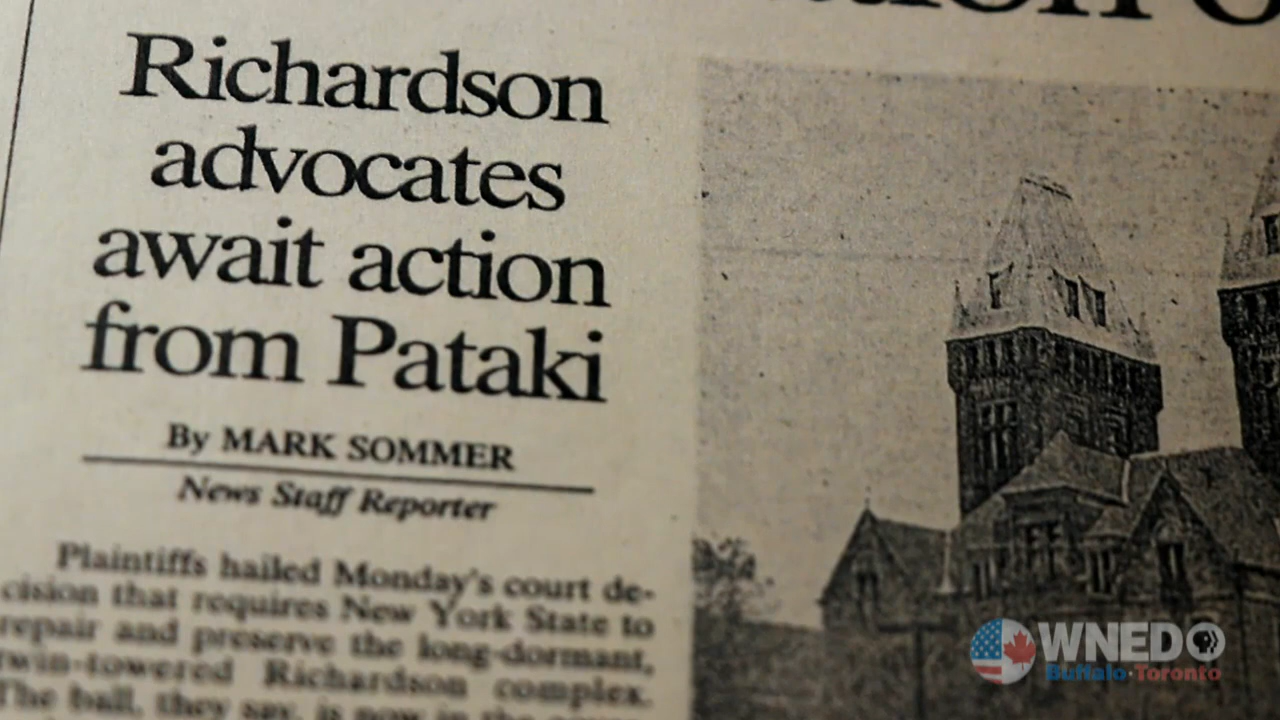 Richardson
advocates
await action
from Pataki
By MARK SOMMER
News Staff Reporter
Plaintiffs hailed Monday's court de-
cision that requires New York State to
repair and preserve the long-dormant,
twin-towered Richardson complex.
The ball, they say, is now in the
WNED
Buffalo·Toronto